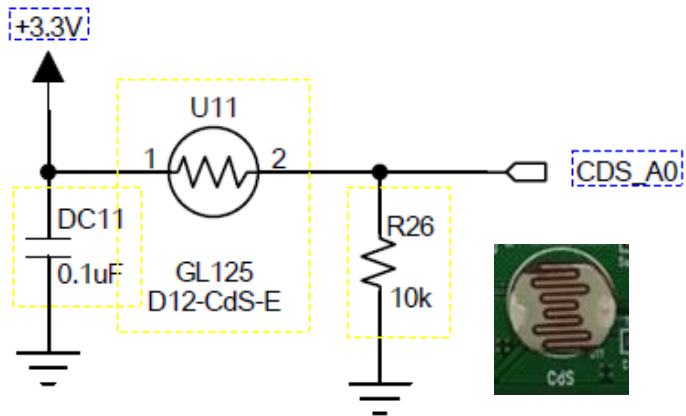 +3.3V
U11
1
2
CDS_A0
DC11
0.1uF
GL125
D12-CdS-E
R26
10k
CdS